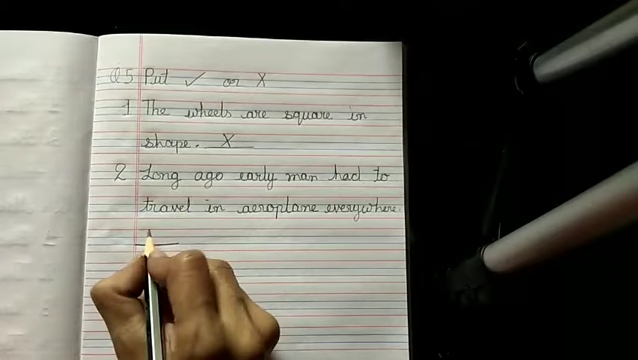 Q 5 Put ✓ or X
1 The wheels are square in
shape. X
2 Long ago early man had to
travel in aeroplane everywhere.